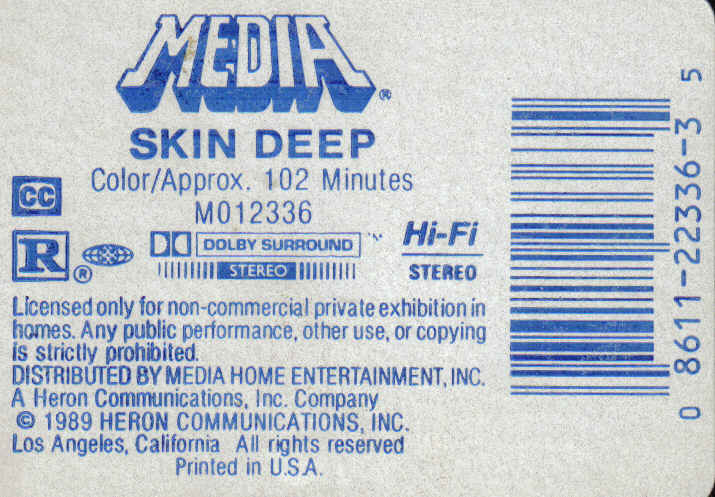 MEDIA®
SKIN DEEP
Color/Approx. 102 Minutes
M012336
CC
R®
DOLBY SURROUND™
STEREO
Hi-Fi
STEREO
Licensed only for non-commercial private exhibition in
homes. Any public performance, other use, or copying
is strictly prohibited.
DISTRIBUTED BY MEDIA HOME ENTERTAINMENT, INC.
A Heron Communications, Inc. Company
© 1989 HERON COMMUNICATIONS, INC.
Los Angeles, California All rights reserved
Printed in U.S.A.
0 8611-22336-3 5